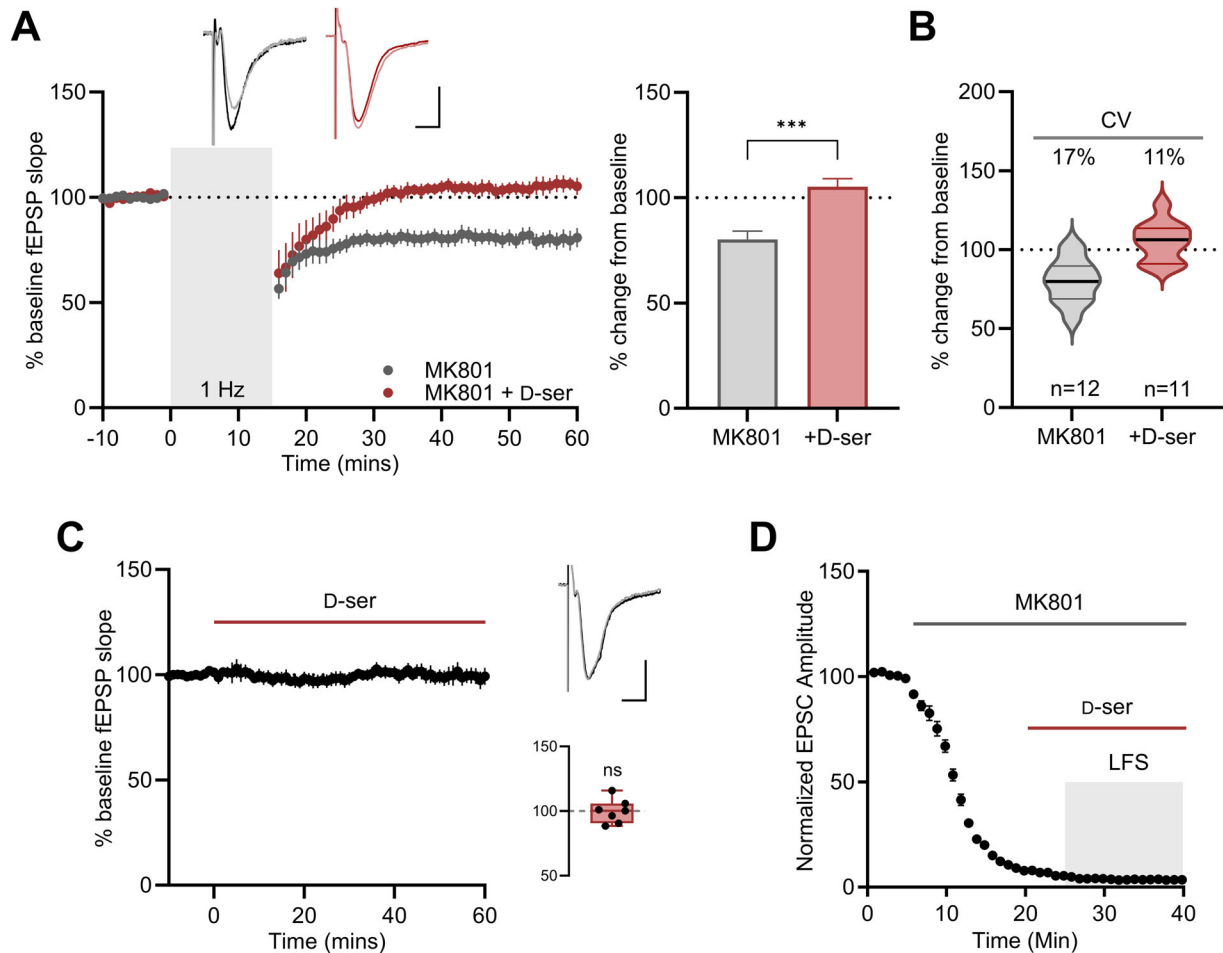 A
150
100
50
0
% baseline fEPSP slope
1 Hz
MK801
MK801 + D-ser
-10
0
10
20
30
40
50
60
Time (mins)
150
100
50
0
% change from baseline
***
MK801
+D-ser
B
200
150
100
50
0
% change from baseline
CV
17%
11%
n=12
n=11
MK801
+D-ser
C
150
100
50
0
% baseline fEPSP slope
D-ser
0
20
40
60
Time (mins)
150
100
50
ns
D
150
100
50
0
Normalized EPSC Amplitude
MK801
D-ser
LFS
0
10
20
30
40
Time (Min)